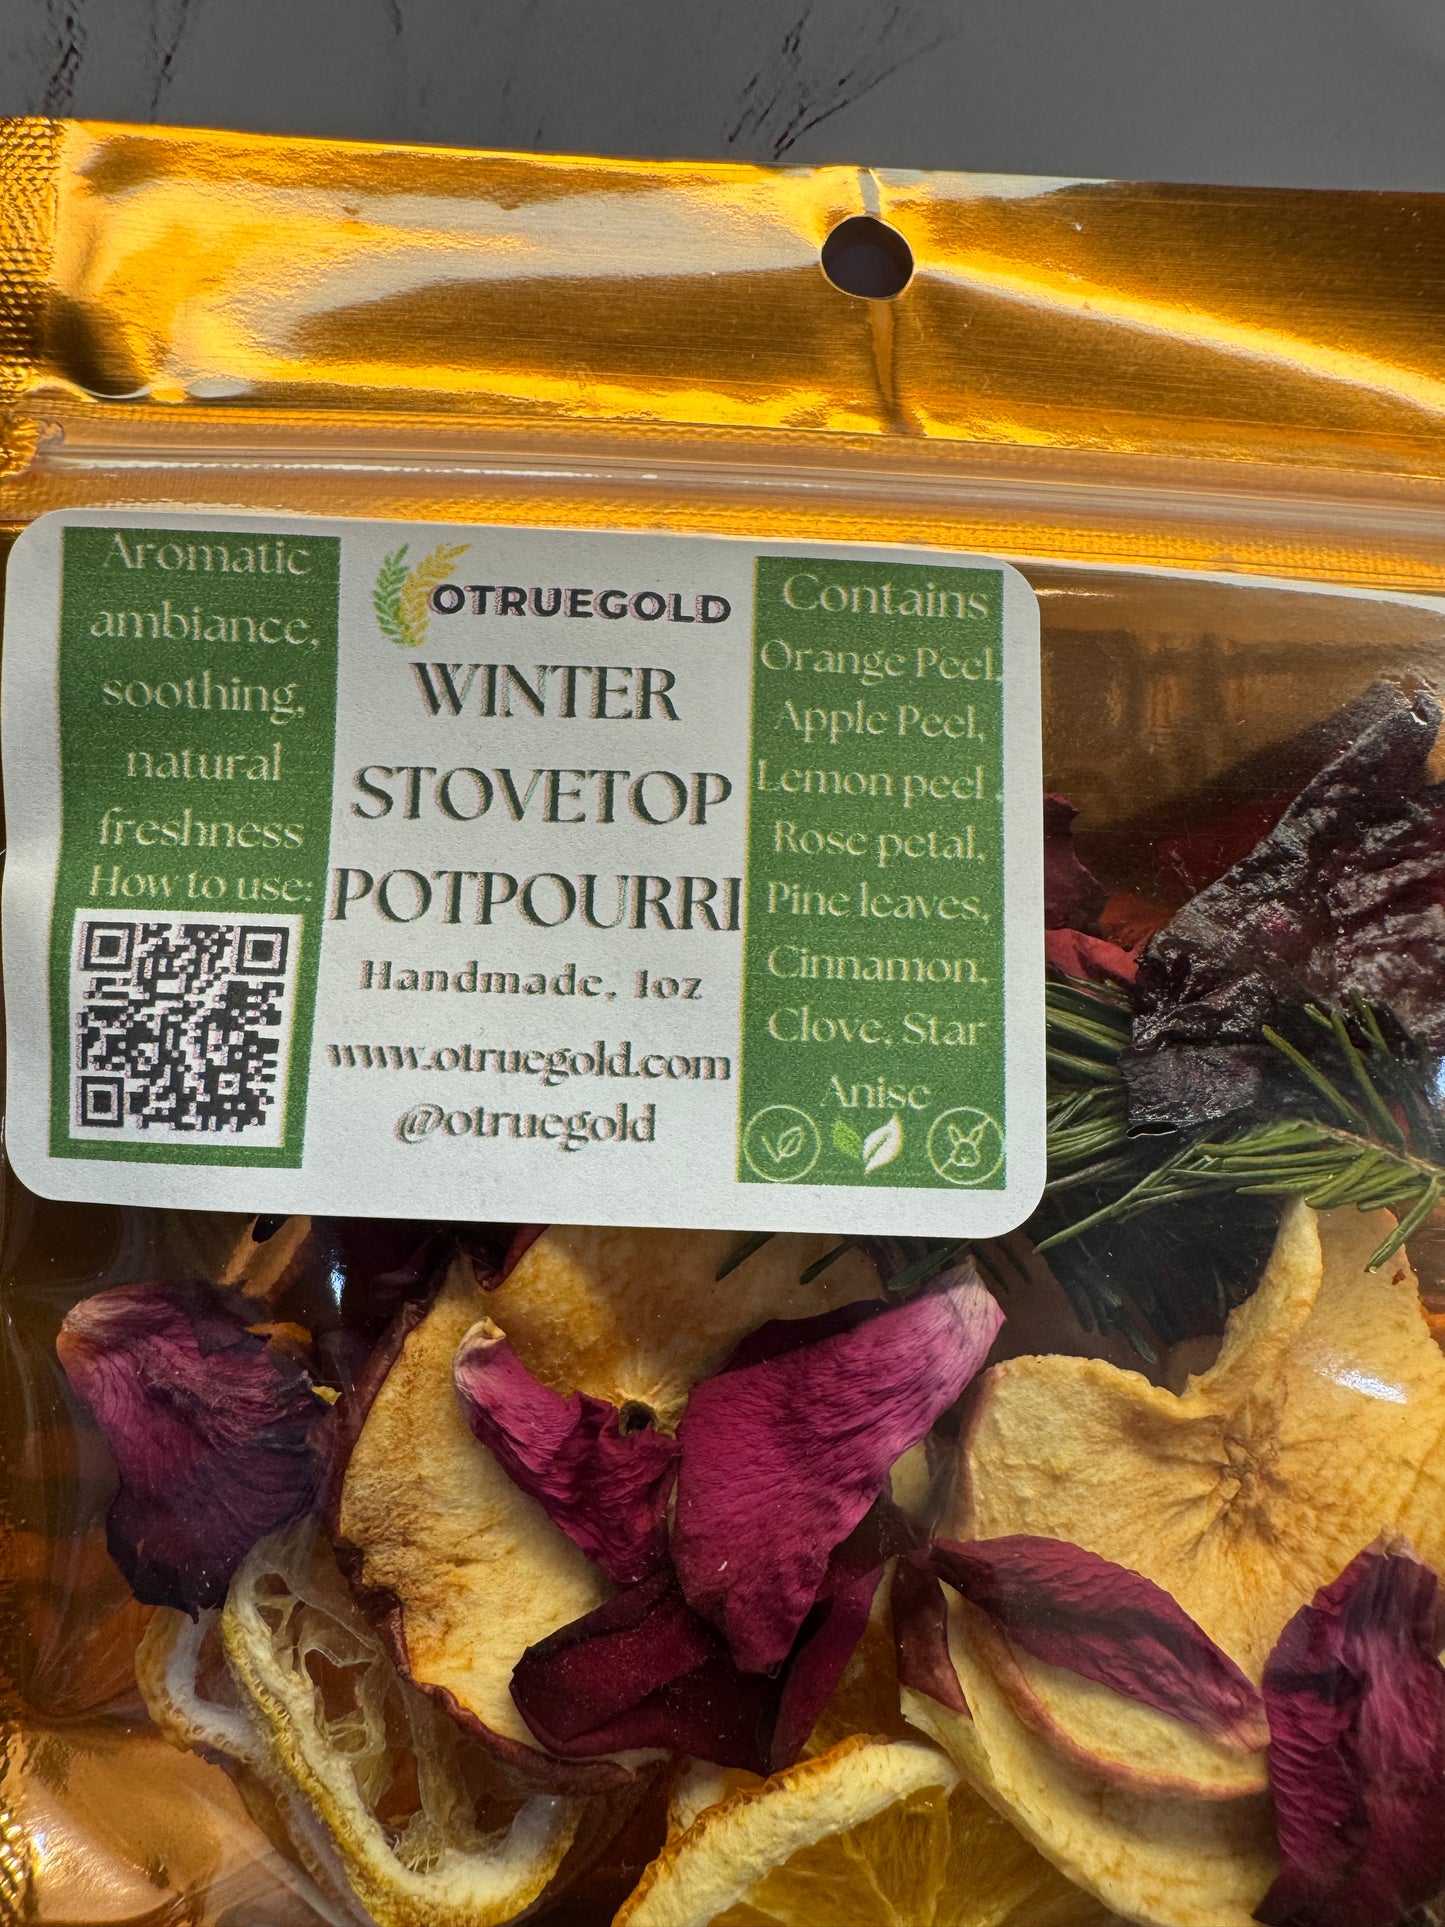 Aromatic
ambiance,
soothing,
natural
freshness
How to use:
OTRUEGOLD
WINTER
STOVETOP
POTPOURRI
Handmade, 1oz
www.otruegold.com
@otruegold
Contains
Orange Peel,
Apple Peel,
Lemon peel ,
Rose petal,
Pine leaves,
Cinnamon,
Clove, Star
Anise